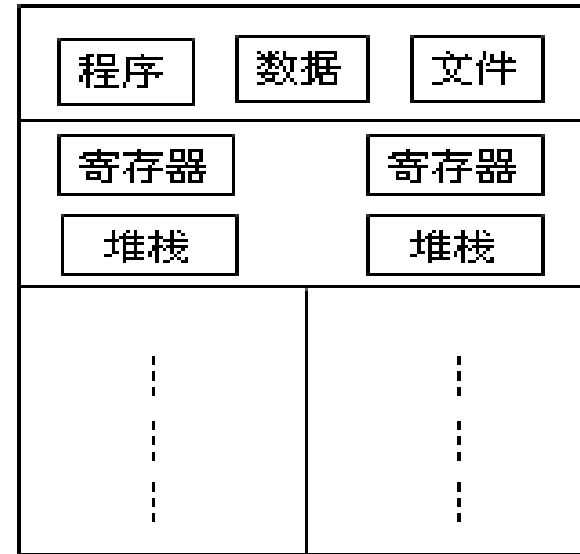 程序 数据 文件
寄存器 寄存器
堆栈 堆栈